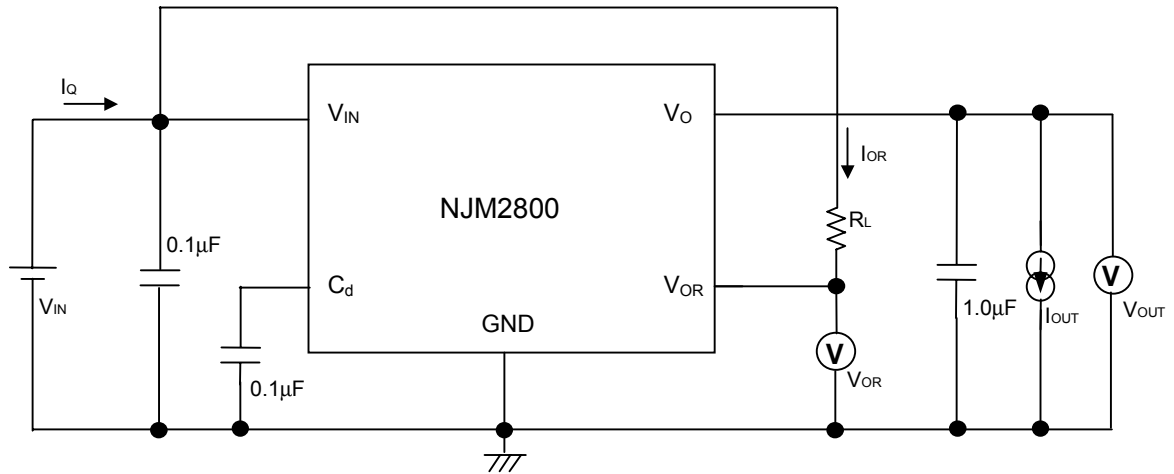 IQ
VIN
VO
IOR
NJM2800
RL
0.1µF
VIN
Cd
VOR
GND
1.0µF
IOUT
V
VOUT
V
VOR
0.1µF